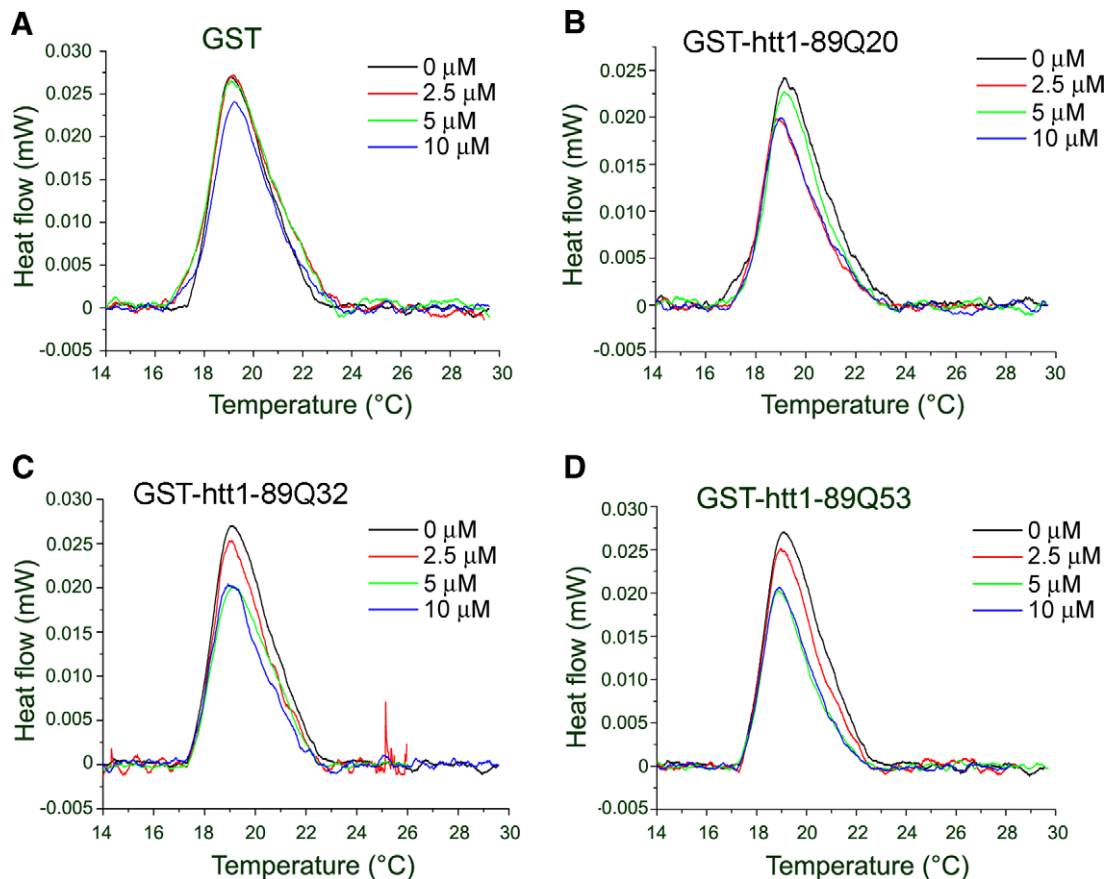 A
GST
0.030
0.025
0.020
0.015
0.010
0.005
0
-0.005
Heat flow (mW)
0 μM
2.5 μM
5 μM
10 μM
14 16 18 20 22 24 26 28 30
Temperature (°C)
B
GST-htt1-89Q20
0.025
0.020
0.015
0.010
0.005
0
-0.005
Heat flow (mW)
0 μM
2.5 μM
5 μM
10 μM
14 16 18 20 22 24 26 28 30
Temperature (°C)
C
GST-htt1-89Q32
0.030
0.025
0.020
0.015
0.010
0.005
0
-0.005
Heat flow (mW)
0 μM
2.5 μM
5 μM
10 μM
14 16 18 20 22 24 26 28 30
Temperature (°C)
D
GST-htt1-89Q53
0.030
0.025
0.020
0.015
0.010
0.005
0
-0.005
Heat flow (mW)
0 μM
2.5 μM
5 μM
10 μM
14 16 18 20 22 24 26 28 30
Temperature (°C)